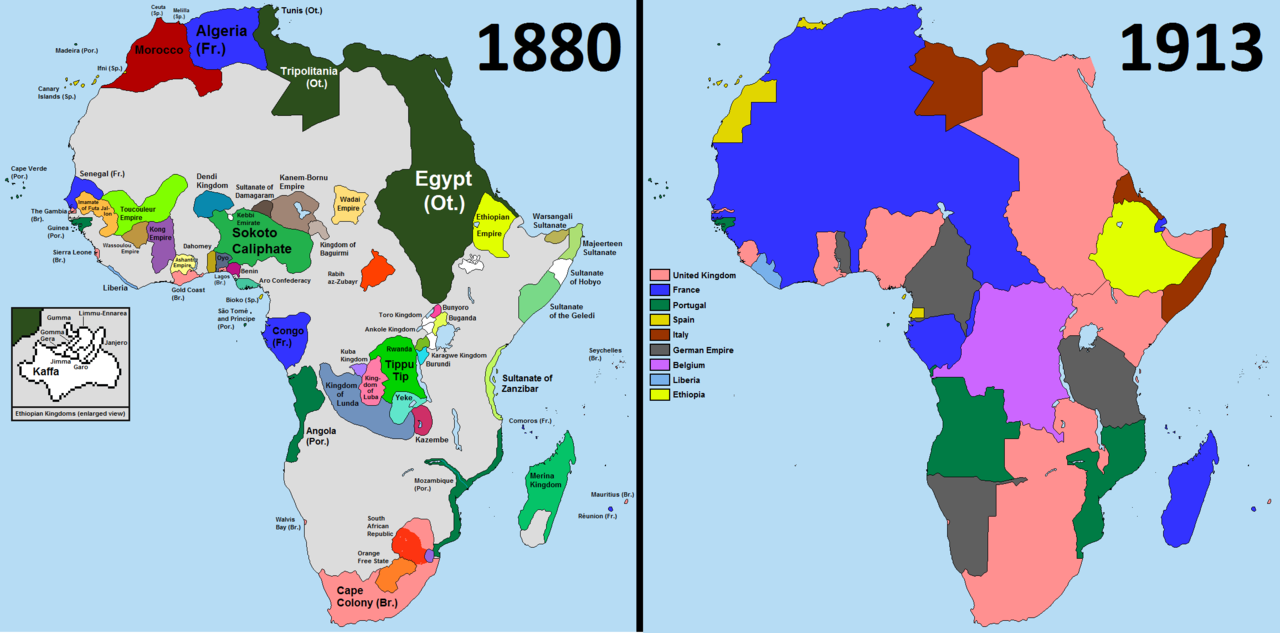 Ceuta
(Sp.)
Melilla
(Sp.)
Tunis (Ot.)
1880
Algeria
(Fr.)
Morocco
Madeira (Por.)
Ifni (Sp.)
Tripolitania
(Ot.)
Canary
Islands (Sp.)
Cape Verde
(Por.)
Senegal (Fr.)
Dendi
Kingdom
Sultanate of
Damagaram
Kanem-Bornu
Empire
Wadai
Empire
Egypt
(Ot.)
Imamate
of Futa Jal-
lon
Toucouleur
Empire
The Gambia
(Br.)
Guinea
(Por.)
Kebbi
Emirate
Sokoto
Caliphate
Kong
Empire
Wassoulou
Empire
Dahomey
Kingdom of
Baguirmi
Ethiopian
Empire
Warsangali
Sultanate
Majeerteen
Sultanate
Sierra Leone
(Br.)
Ashanti
Empire
Oyo
Benin
Lagos
(Br.)
Aro Confederacy
Rabih
az-Zubayr
Sultanate
of Hobyo
Liberia
Gold Coast
(Br.)
Bioko (Sp.)
São Tomé
and Príncipe
(Por.)
Sultanate
of the Geledi
Bunyoro
Toro Kingdom
Buganda
Ankole Kingdom
Congo
(Fr.)
Rwanda
Karagwe Kingdom
Burundi
Kuba
Kingdom
Tippu
Tip
Seychelles
(Br.)
Limmu-Ennarea
Gumma
Gomma
Gera
Janjero
Jimma
Garo
Kaffa
Ethiopian Kingdoms (enlarged view)
Kingdom
of
Lunda
King-
dom
of
Luba
Yeke
Sultanate of
Zanzibar
Angola
(Por.)
Kazembe
Comoros (Fr.)
Mozambique
(Por.)
Merina
Kingdom
Mauritius (Br.)
Réunion (Fr.)
Walvis
Bay (Br.)
South
African
Republic
Orange
Free State
Cape
Colony (Br.)
1913
United Kingdom
France
Portugal
Spain
Italy
German Empire
Belgium
Liberia
Ethiopia